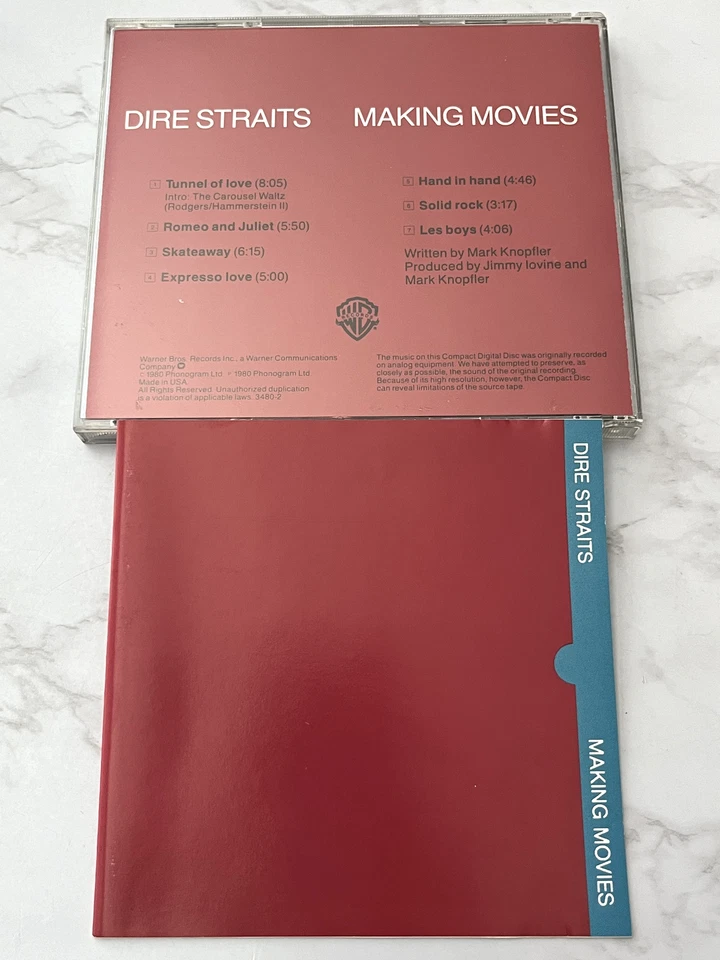 DIRE STRAITS
MAKING MOVIES
1 Tunnel of love (8:05)
Intro: The Carousel Waltz
(Rodgers/Hammerstein II)
2 Romeo and Juliet (5:50)
3 Skateaway (6:15)
4 Expresso love (5:00)
5 Hand in hand (4:46)
6 Solid rock (3:17)
7 Les boys (4:06)
Written by Mark Knopfler
Produced by Jimmy Iovine and
Mark Knopfler
RECORDS
Warner Bros. Records Inc., a Warner Communications
Company
© 1980 Phonogram Ltd. ℗ 1980 Phonogram Ltd.
Made in USA
All Rights Reserved. Unauthorized duplication
is a violation of applicable laws. 3480-2
The music on this Compact Digital Disc was originally recorded
on analog equipment. We have attempted to preserve, as
closely as possible, the sound of the original recording.
Because of its high resolution, however, the Compact Disc
can reveal limitations of the source tape.
DIRE STRAITS
MAKING MOVIES